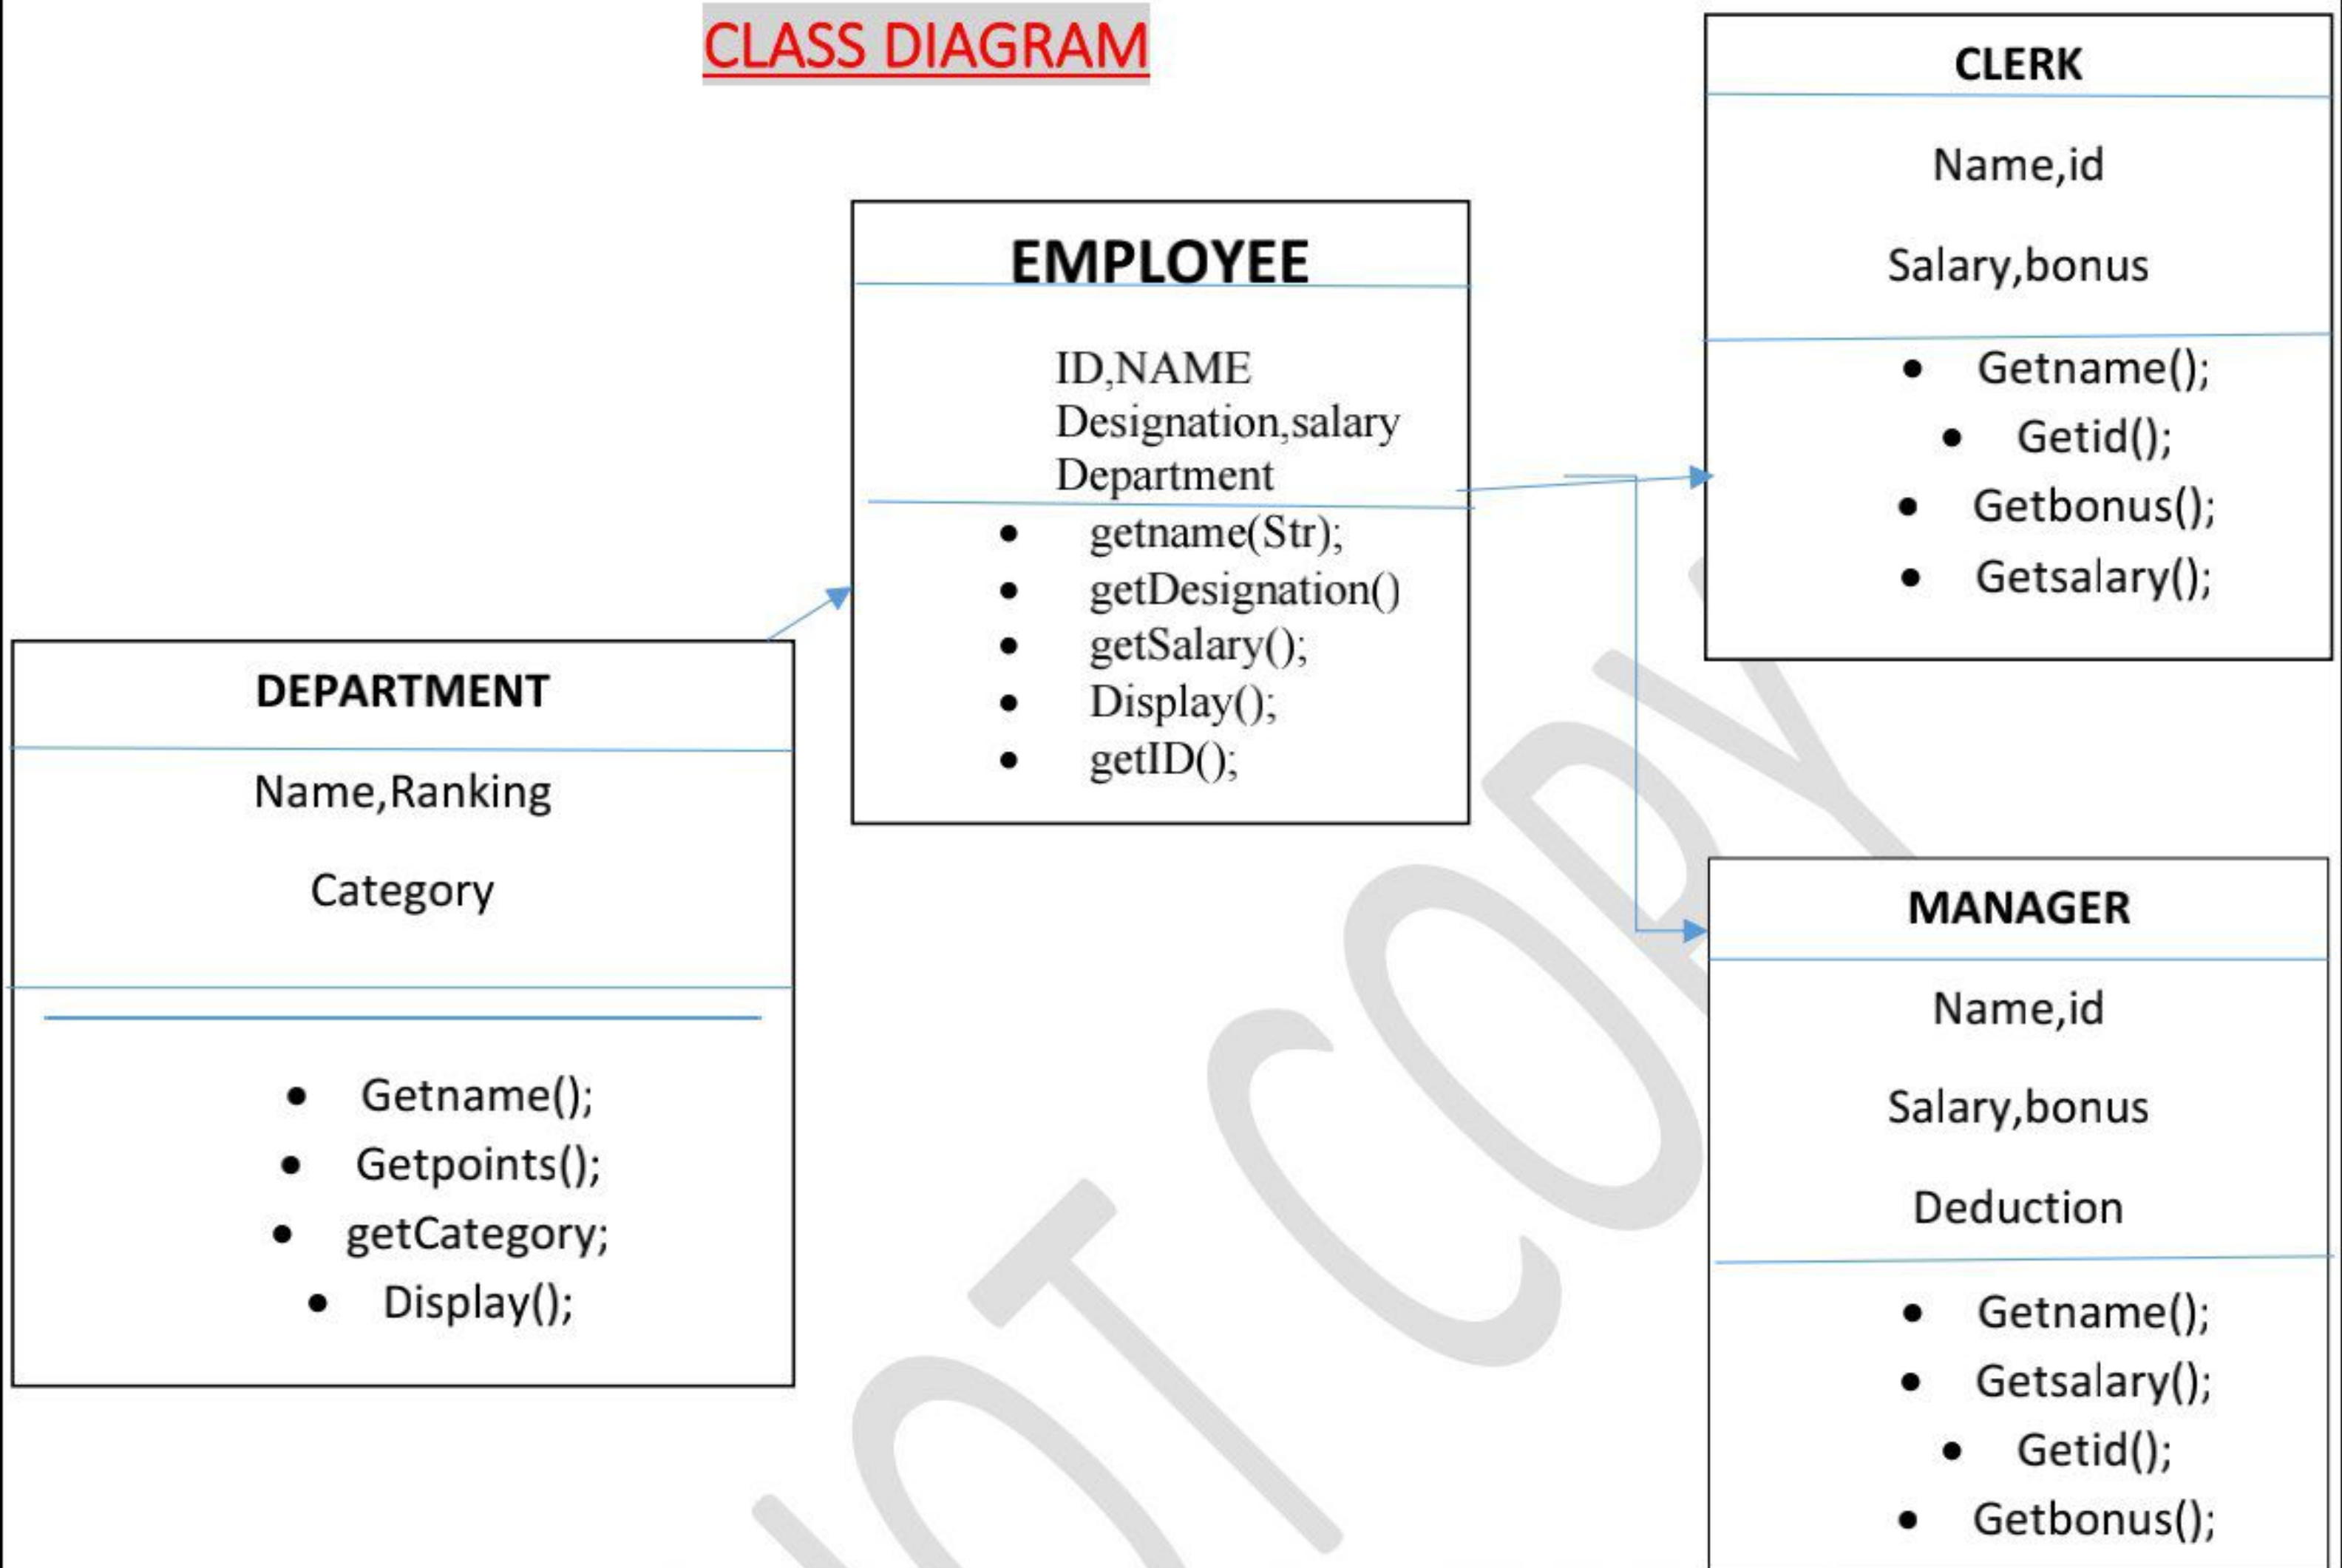 CLASS DIAGRAM
CLERK
Name,id
Salary,bonus
• Getname();
• Getid();
• Getbonus();
• Getsalary();
EMPLOYEE
ID,NAME
Designation,salary
Department
• getname(Str);
• getDesignation()
• getSalary();
• Display();
• getID();
DEPARTMENT
Name,Ranking
Category
• Getname();
• Getpoints();
• getCategory;
• Display();
MANAGER
Name,id
Salary,bonus
Deduction
• Getname();
• Getsalary();
• Getid();
• Getbonus();
OT COPY